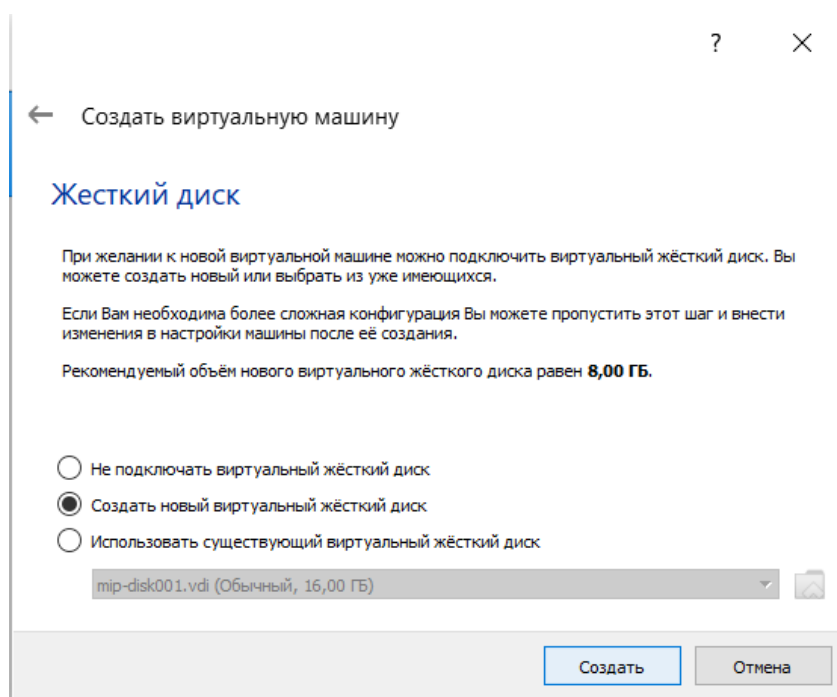 ?
Создать виртуальную машину
Жесткий диск
При желании к новой виртуальной машине можно подключить виртуальный жёсткий диск. Вы
можете создать новый или выбрать из уже имеющихся.
Если Вам необходима более сложная конфигурация Вы можете пропустить этот шаг и внести
изменения в настройки машины после её создания.
Рекомендуемый объём нового виртуального жёсткого диска равен 8,00 ГБ.
Не подключать виртуальный жёсткий диск
Создать новый виртуальный жёсткий диск
Использовать существующий виртуальный жёсткий диск
mip-disk001.vdi (Обычный, 16,00 ГБ)
Создать
Отмена